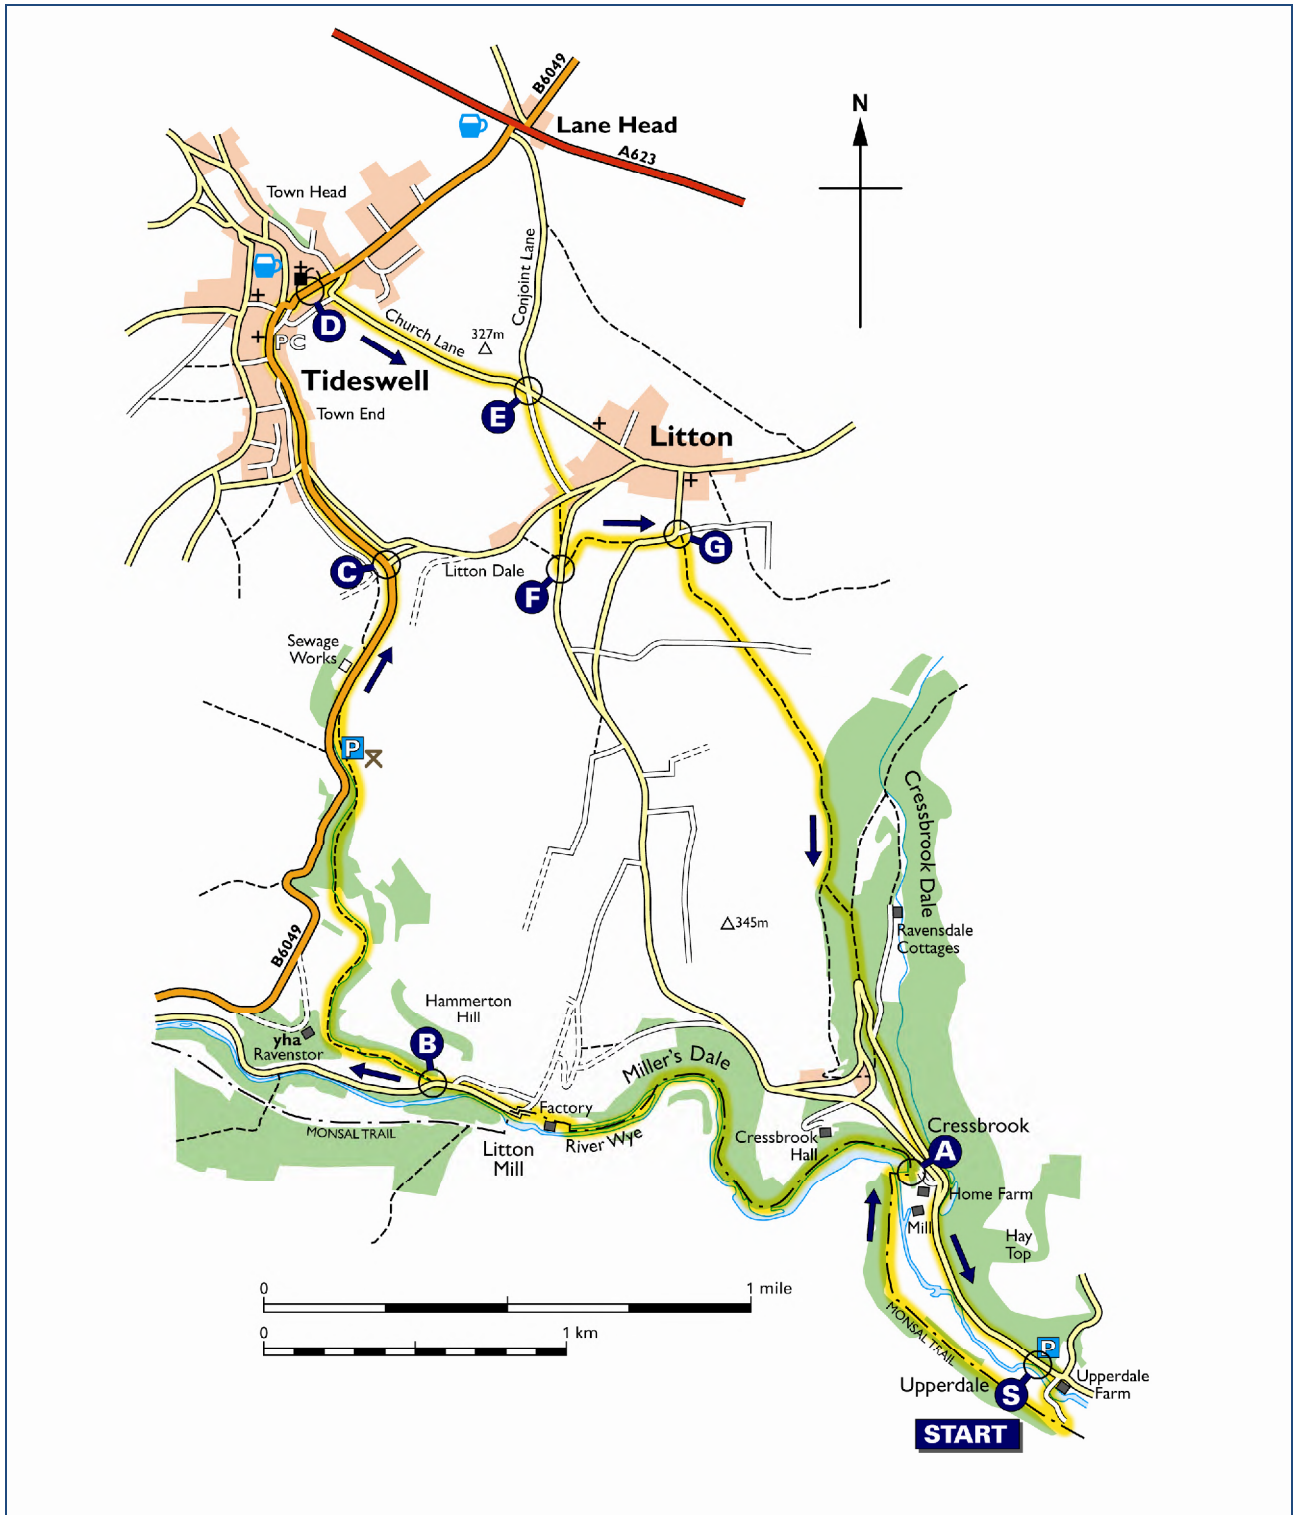 B6049
N
Lane Head
A623
Town Head
Conjoint Lane
D
Church Lane
327m
PC
Tideswell
Town End
E
Litton
C
Litton Dale
F
G
Sewage
Works
P
Cressbrook Dale
345m
Ravensdale
Cottages
B6049
Hammerton
Hill
yha
Ravenstor
B
Miller's Dale
Factory
MONSAL TRAIL
River Wye
Litton
Mill
Cressbrook
Hall
Cressbrook
A
Home Farm
Mill
Hay
Top
0 1 mile
0 1 km
MONSAL TRAIL
P
Upperdale
S
Upperdale
Farm
START